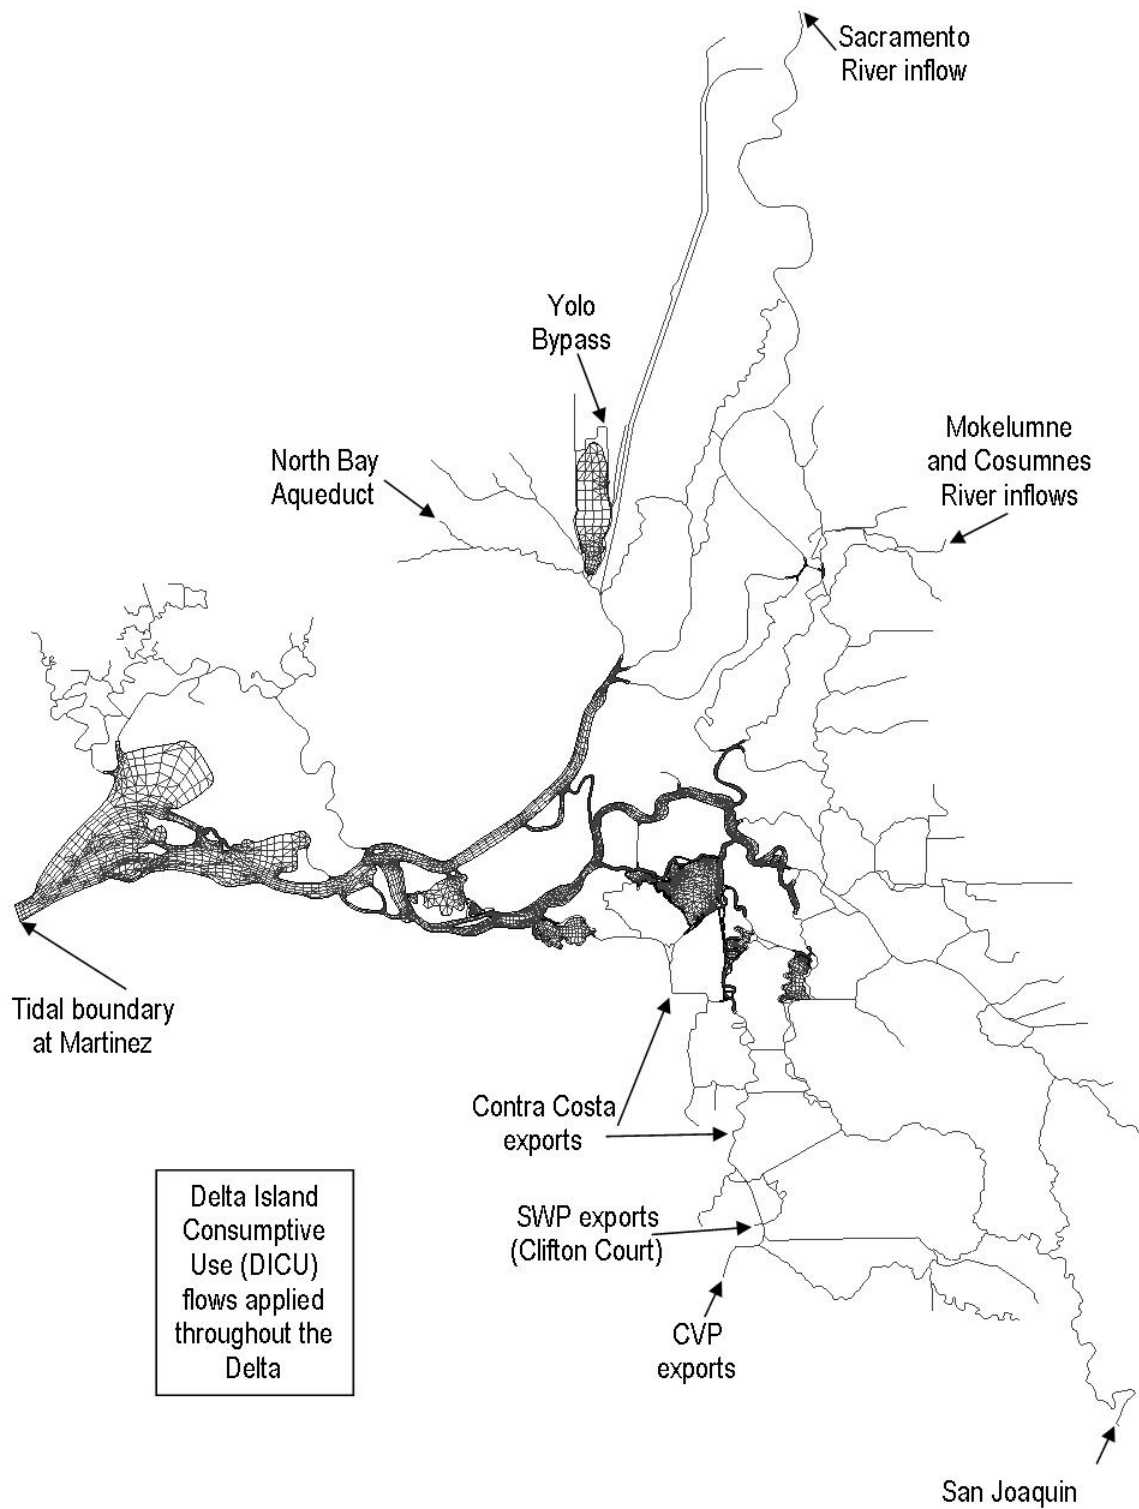 Sacramento
River inflow
Yolo
Bypass
Mokelumne
and Cosumnes
River inflows
North Bay
Aqueduct
Tidal boundary
at Martinez
Contra Costa
exports
Delta Island
Consumptive
Use (DICU)
flows applied
throughout the
Delta
SWP exports
(Clifton Court)
CVP
exports
San Joaquin